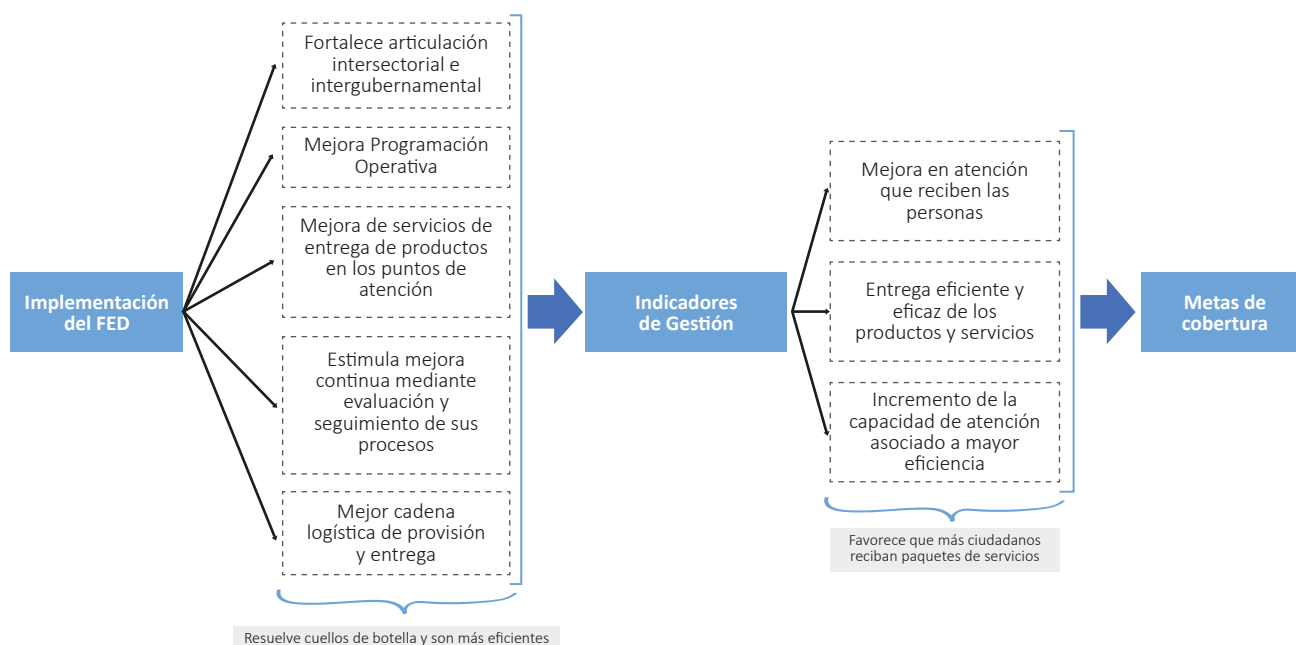 Implementación
del FED
Fortalece articulación
intersectorial e
intergubernamental
Mejora Programación
Operativa
Mejora de servicios de
entrega de productos
en los puntos de
atención
Estimula mejora
continua mediante
evaluación y
seguimiento de sus
procesos
Mejor cadena
logística de provisión
y entrega
Resuelve cuellos de botella y son más eficientes
Indicadores
de Gestión
Mejora en atención
que reciben las
personas
Entrega eficiente y
eficaz de los
productos y servicios
Incremento de la
capacidad de atención
asociado a mayor
eficiencia
Favorece que más ciudadanos
reciban paquetes de servicios
Metas de
cobertura